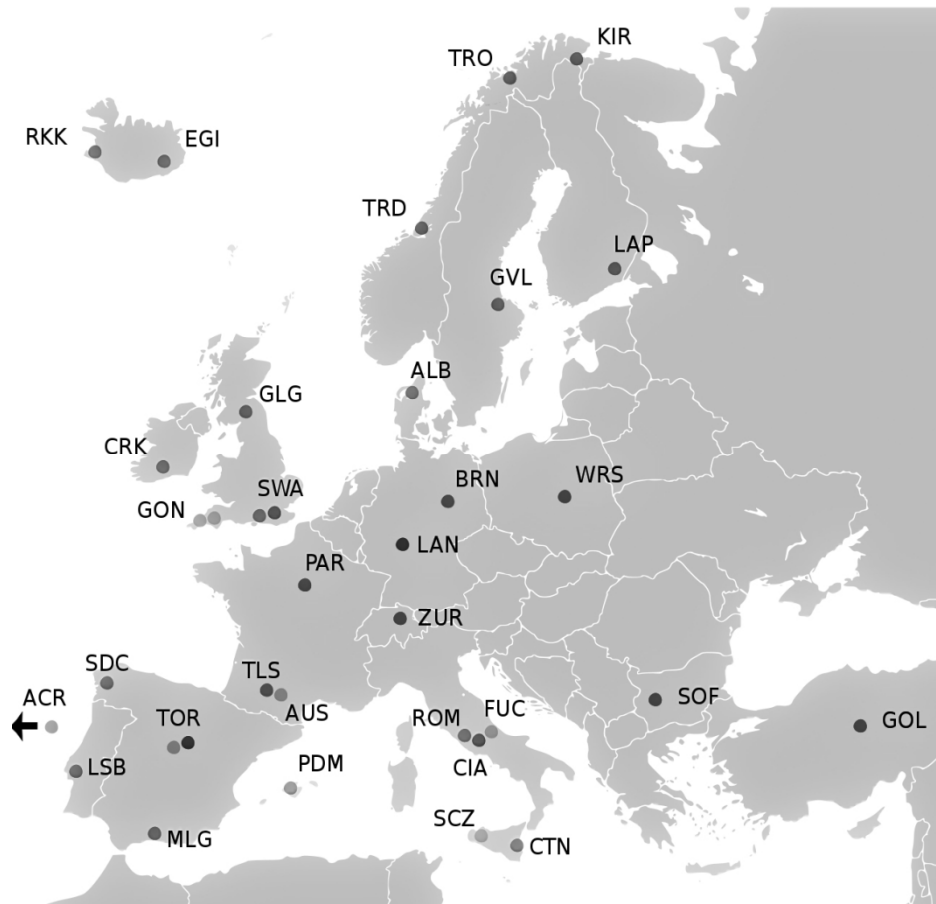 KIR
TRO
RKK
EGI
TRD
LAP
GVL
ALB
GLG
CRK
BRN
WRS
SWA
GON
LAN
PAR
ZUR
SDC
TLS
ACR
AUS
SOF
TOR
ROM
FUC
GOL
LSB
PDM
CIA
SCZ
MLG
CTN